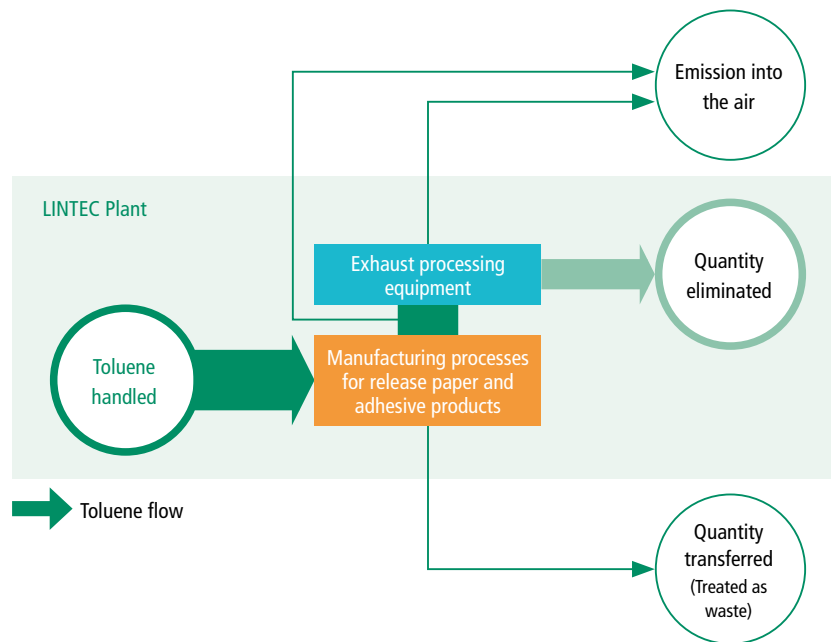 Emission into
the air
LINTEC Plant
Exhaust processing
equipment
Quantity
eliminated
Toluene
handled
Manufacturing processes
for release paper and
adhesive products
Toluene flow
Quantity
transferred
(Treated as
waste)